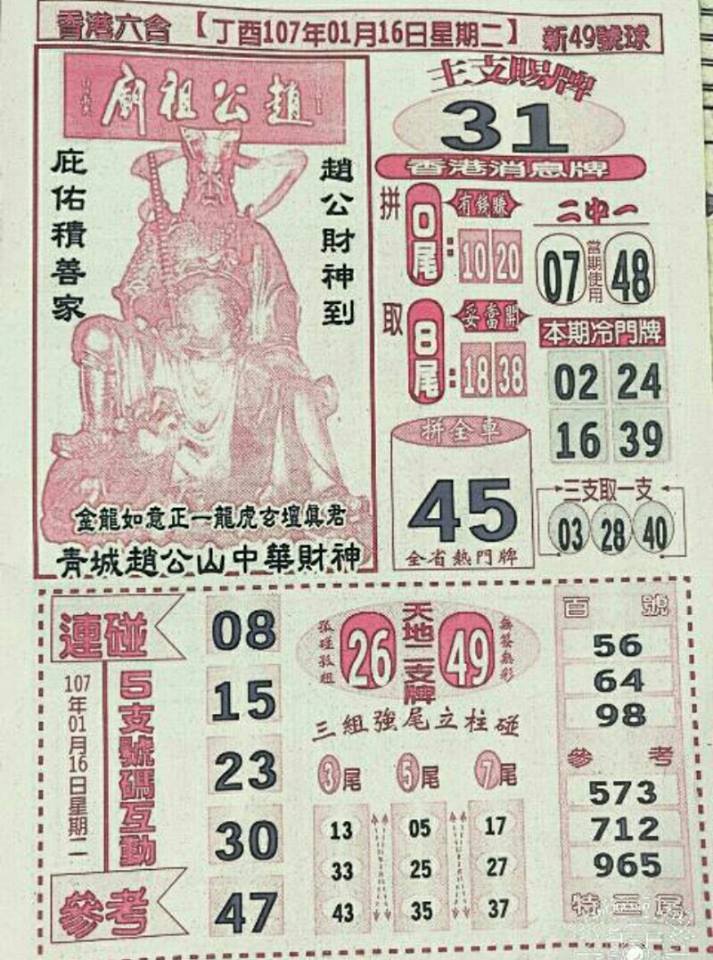 香港六合【丁酉107年01月16日星期二】新49號球
廟祖公趙
庇佑積善家
趙公財神到
金龍如意正一龍虎玄壇眞君
青城趙公山中華財神
主支賜牌
31
香港消息牌
拼
0尾：
有錢賺
10 20
取
8尾：
妥當開
18 38
二中一
07
當期使用
48
本期冷門牌
02 24
16 39
拼全車
45
全省熱門牌
三支取一支
03 28 40
連碰
107年01月16日星期二
5支號碼互動
參考
08
15
23
30
47
26
天地二支牌
49
三組強尾立柱碰
3尾 5尾 7尾
13 05 17
33 25 27
43 35 37
百號
56
64
98
參考
573
712
965
特三尾